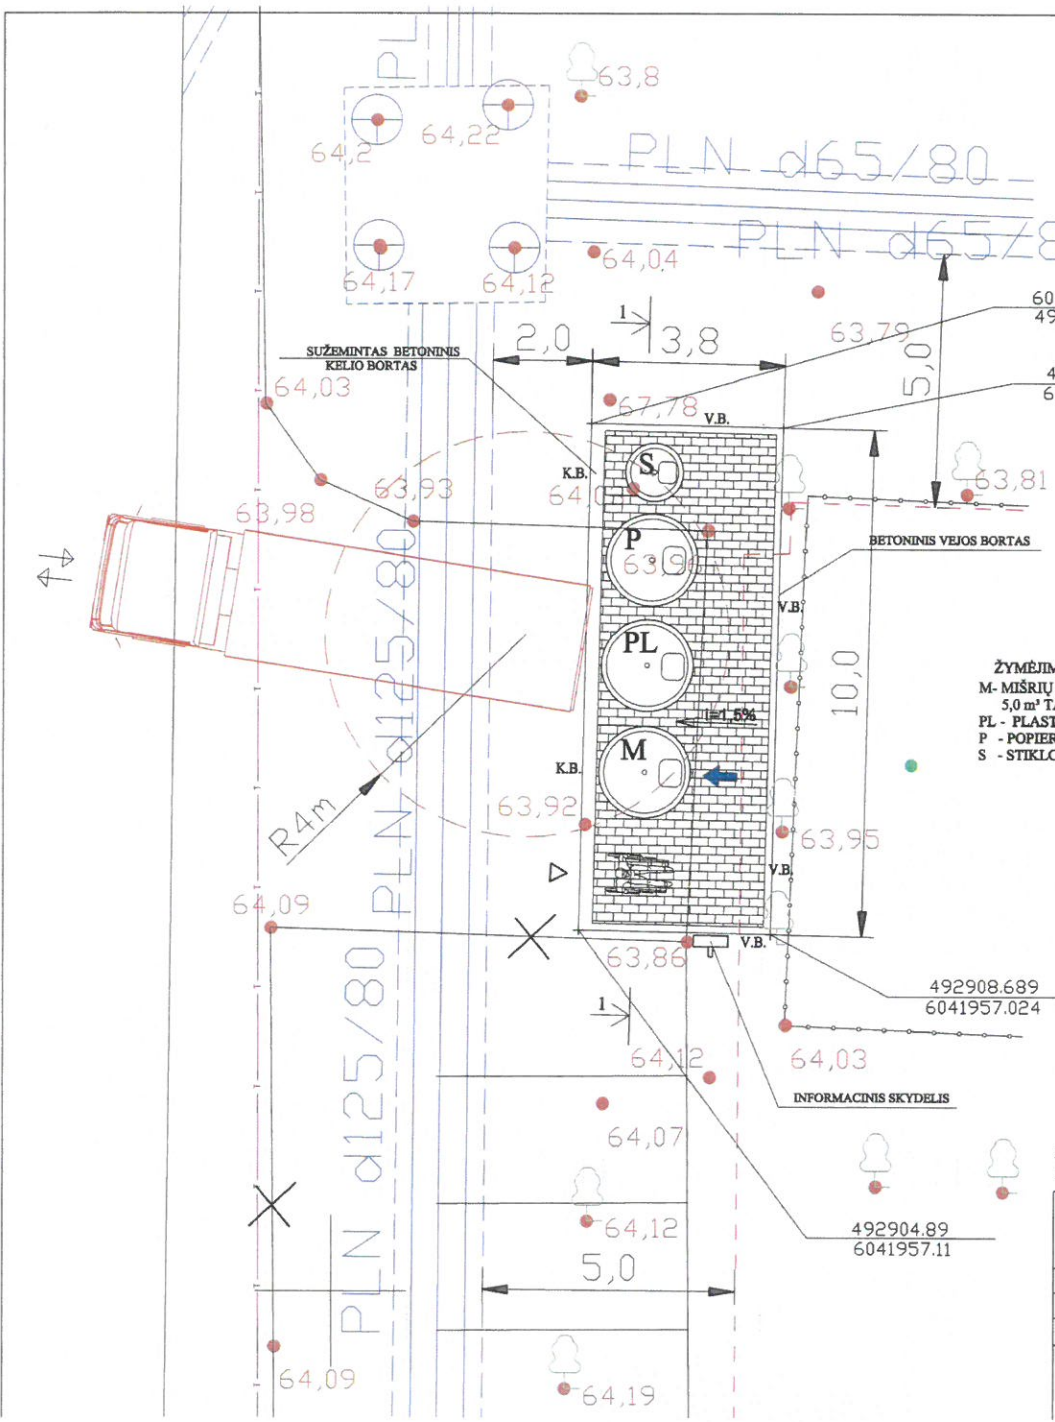 PLN
63,8
64,2
64,22
PLN d65/80
64,17
64,12
64,04
PLN d65/8
63,79
60
49
1
2,0
3,8
5,0
SUŽEMINTAS BETONINIS
KELIO BORTAS
4
6
64,03
67,78
V.B.
S
K.B.
64,0
63,81
63,93
63,98
P
63,96
BETONINIS VEJOS BORTAS
V.B.
PL
10,0
ŽYMĖJIM
M- MIŠRIŲ
5,0 m³ T
PL - PLAST
P - POPIER
S - STIKLO
i=1,5%
M
K.B.
R4m
PLN d125/80
63,92
63,95
V.B.
64,09
63,86
V.B.
492908.689
6041957.024
1
64,12
64,03
INFORMACINIS SKYDELIS
64,07
PLN d125/80
64,12
492904.89
6041957.11
5,0
64,09
64,19